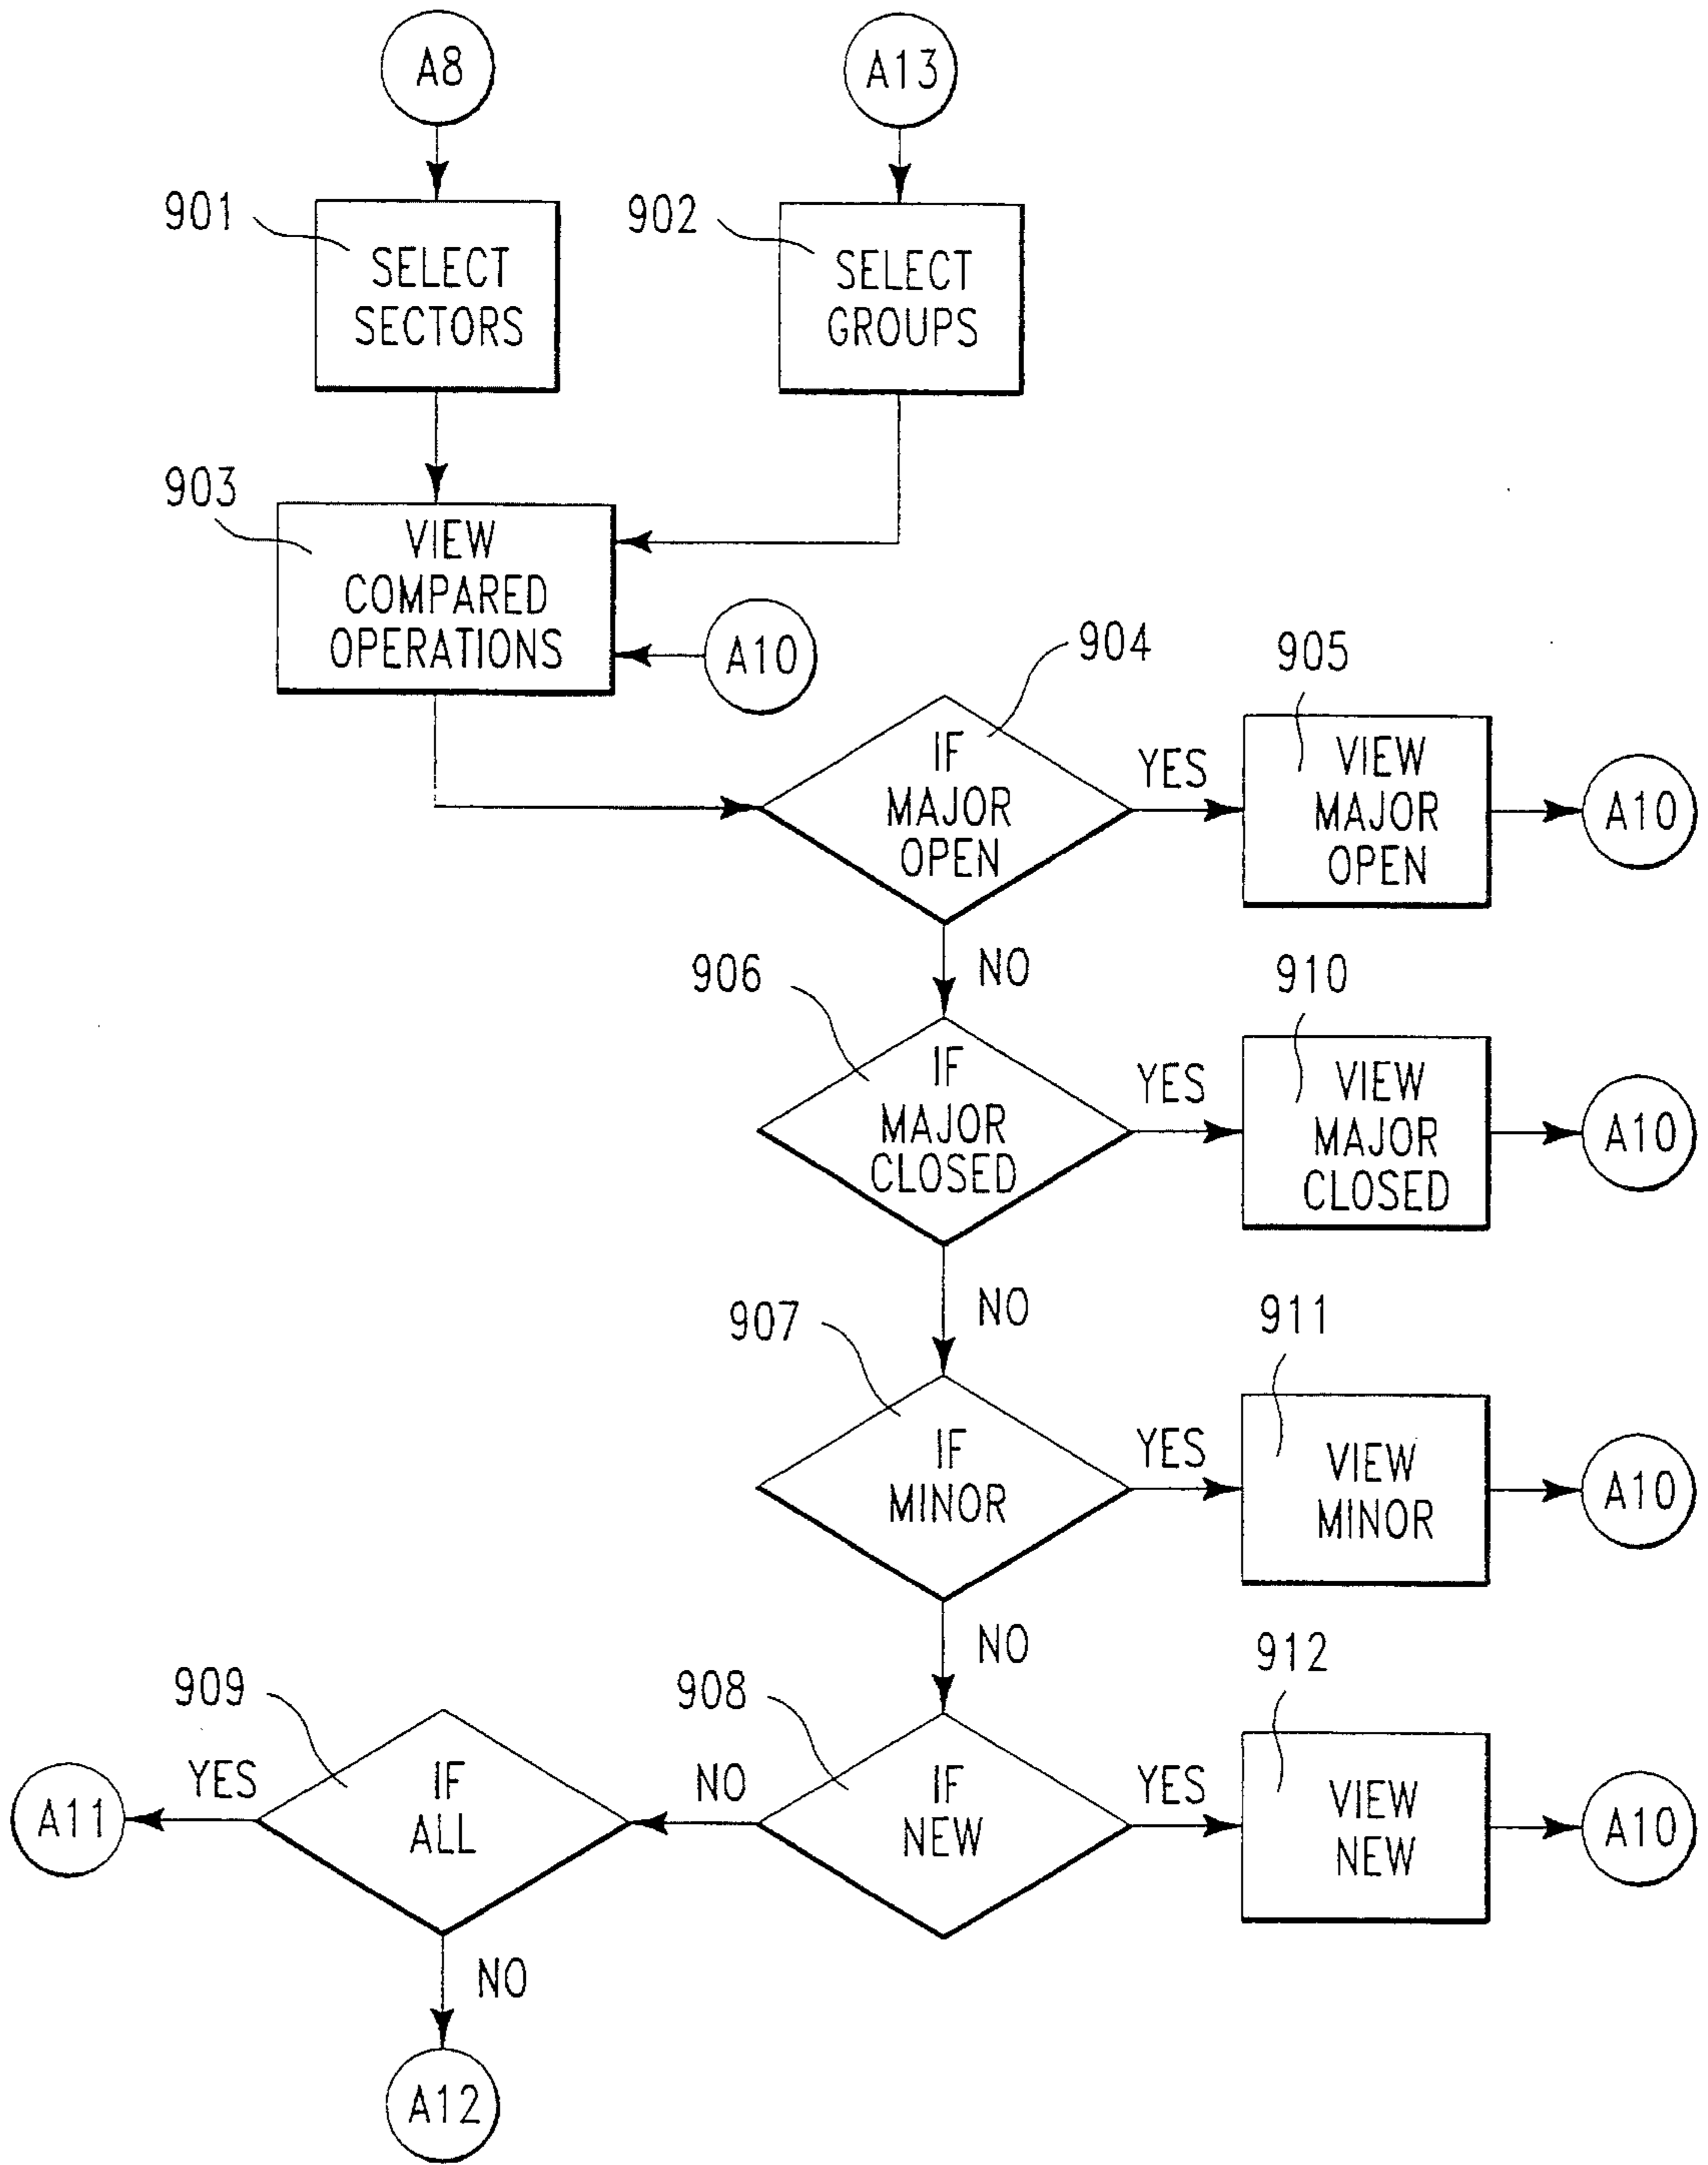 A8
A13
901
SELECT
SECTORS
902
SELECT
GROUPS
903
VIEW
COMPARED
OPERATIONS
A10
904
IF
MAJOR
OPEN
YES
905
VIEW
MAJOR
OPEN
A10
NO
906
IF
MAJOR
CLOSED
YES
910
VIEW
MAJOR
CLOSED
A10
NO
907
IF
MINOR
YES
911
VIEW
MINOR
A10
NO
908
IF
NEW
YES
912
VIEW
NEW
A10
NO
909
IF
ALL
YES
A11
NO
A12